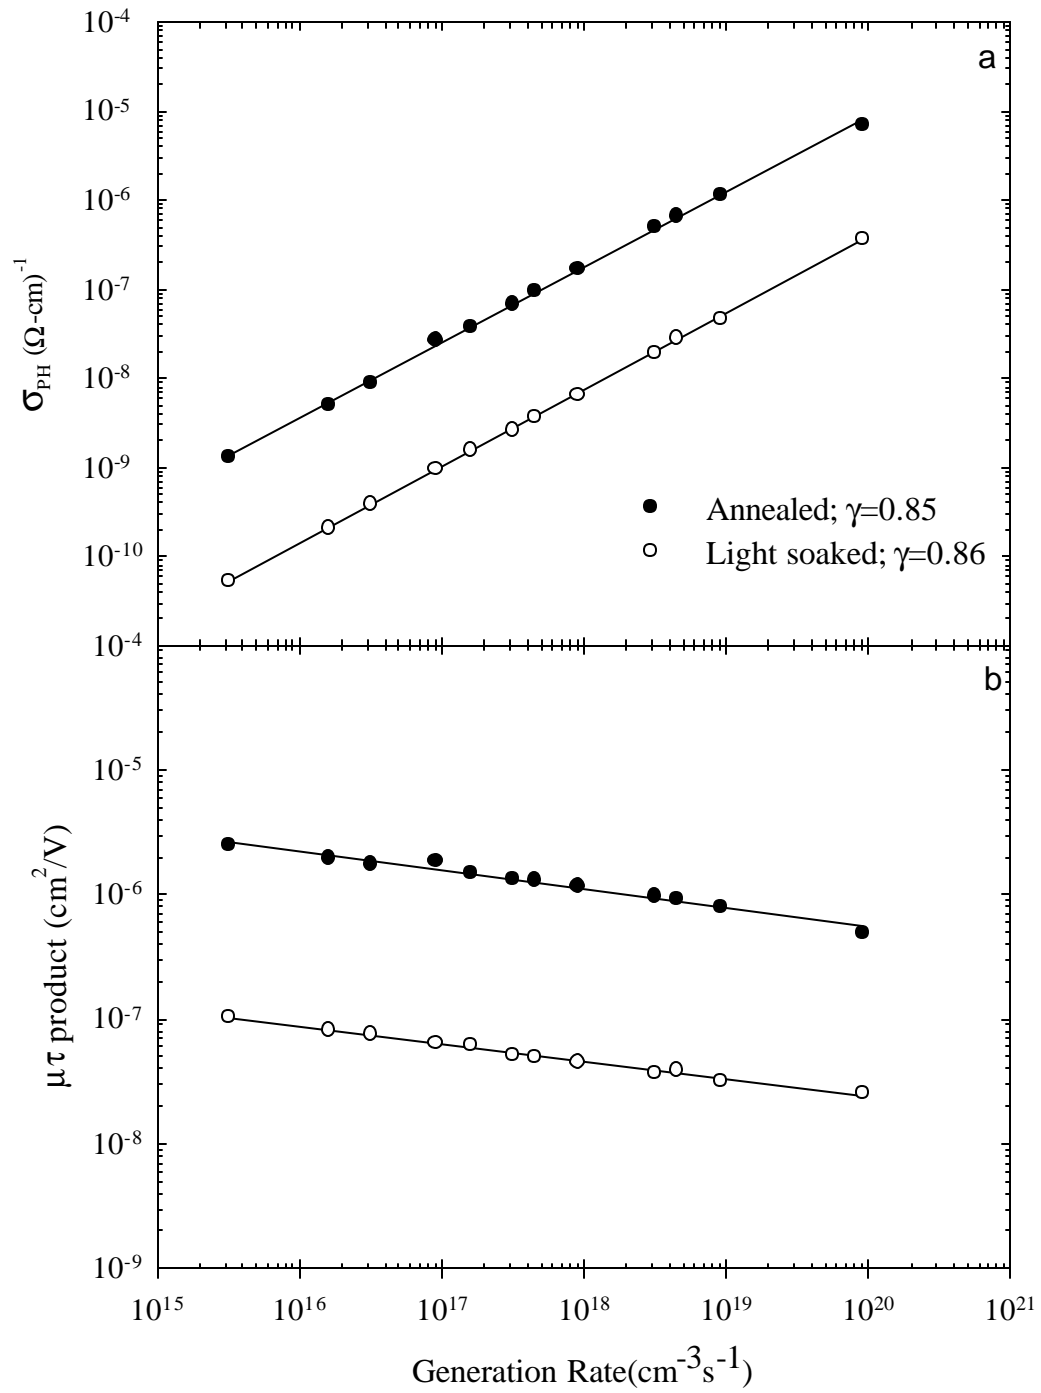 10⁻⁴
a
10⁻⁵
10⁻⁶
10⁻⁷
10⁻⁸
10⁻⁹
10⁻¹⁰
σPH (Ω-cm)⁻¹
Annealed; γ=0.85
Light soaked; γ=0.86
10⁻⁴
b
10⁻⁵
10⁻⁶
10⁻⁷
10⁻⁸
10⁻⁹
μτ product (cm²/V)
10¹⁵ 10¹⁶ 10¹⁷ 10¹⁸ 10¹⁹ 10²⁰ 10²¹
Generation Rate(cm⁻³s⁻¹)